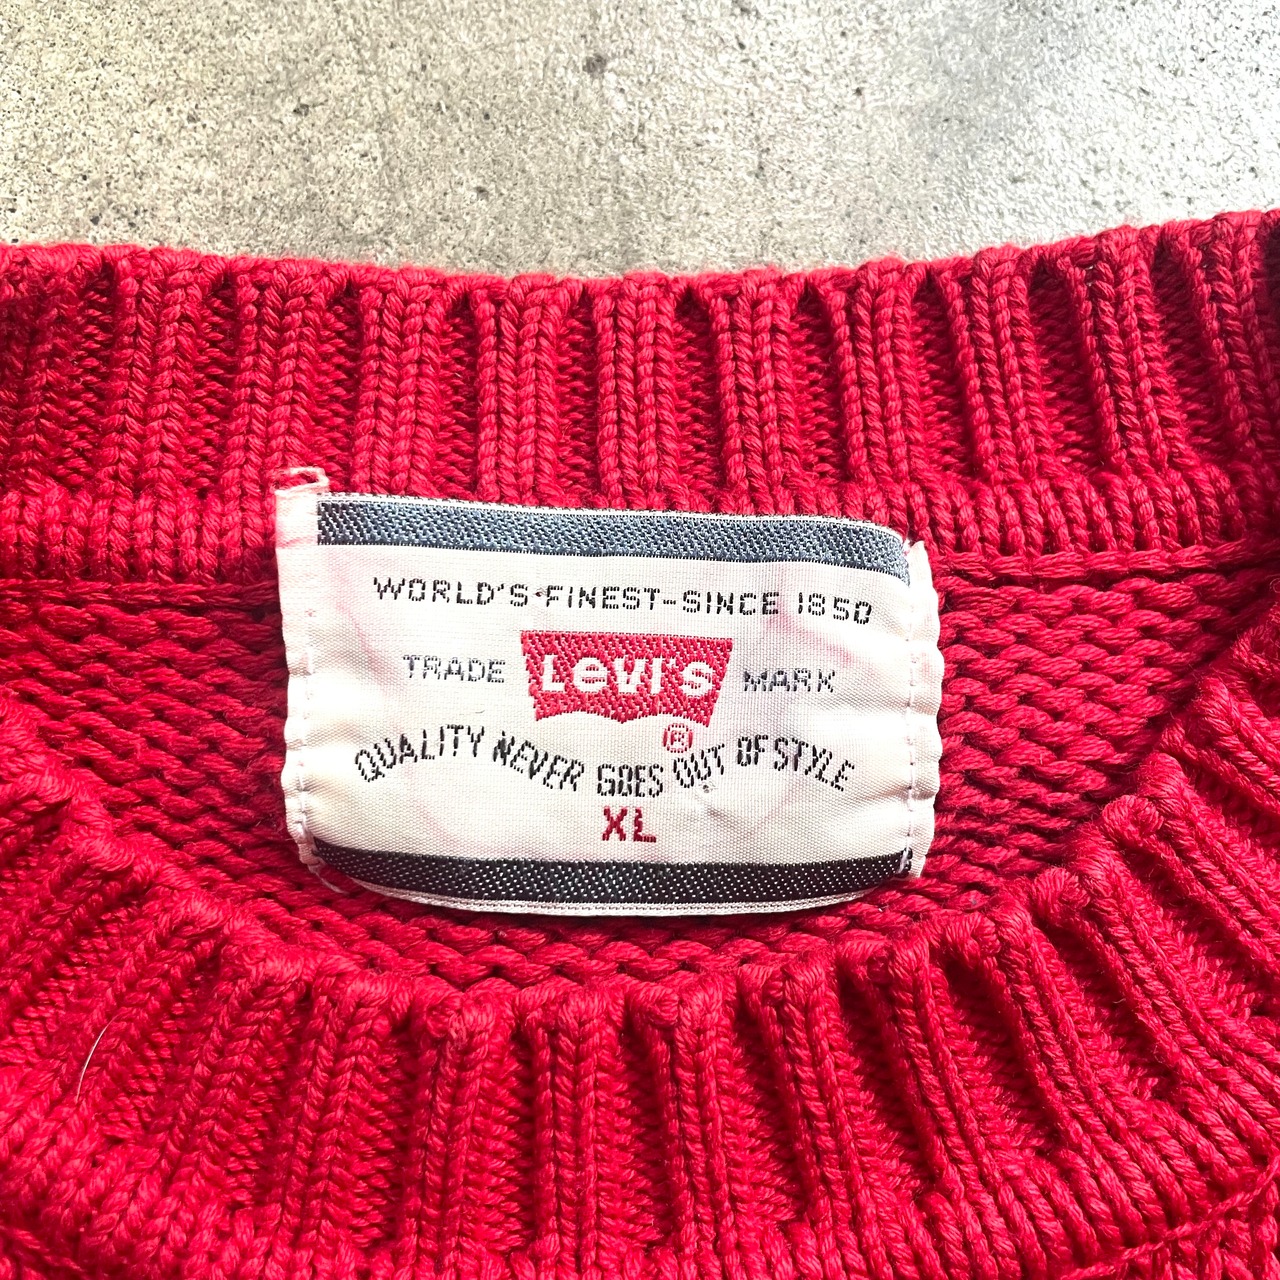 WORLD'S-FINEST-SINCE 1850
TRADE Levi's MARK
®
QUALITY NEVER GOES OUT OF STYLE
XL